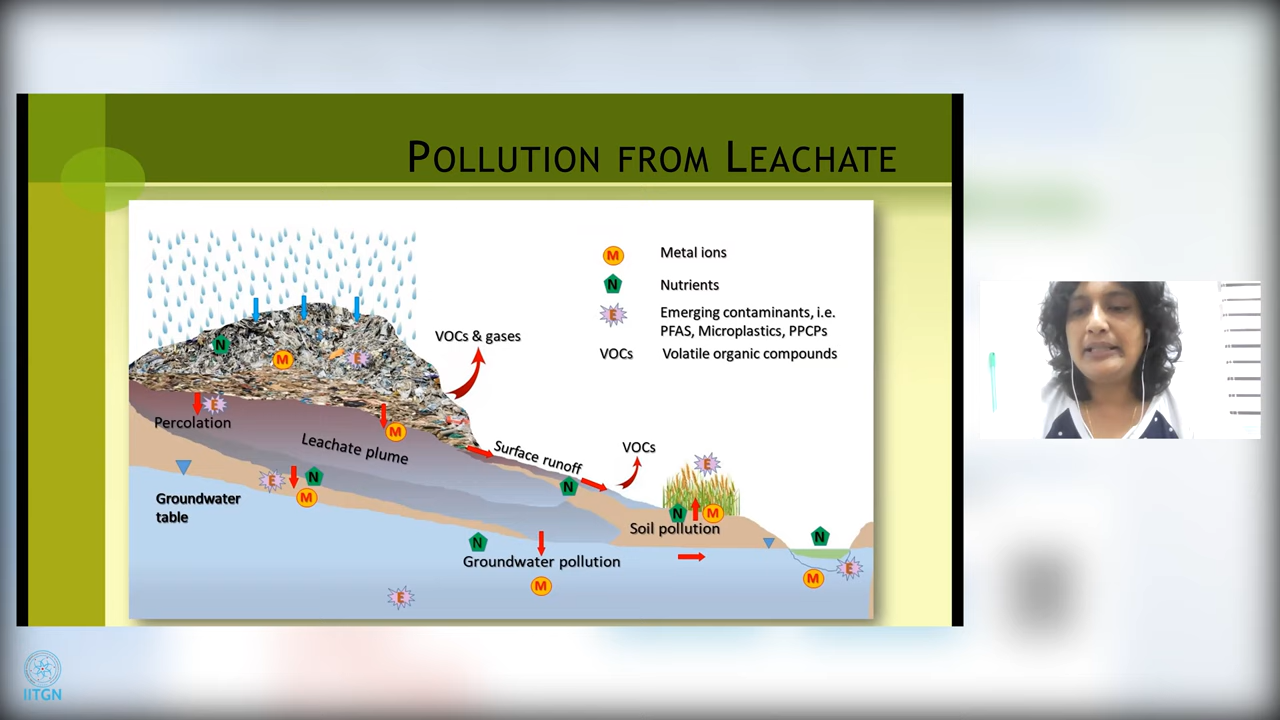 POLLUTION FROM LEACHATE
M Metal ions
N Nutrients
E Emerging contaminants, i.e.
PFAS, Microplastics, PPCPs
VOCs Volatile organic compounds
VOCs & gases
N
M
E
E
Percolation
M
Leachate plume
Surface runoff
VOCs
E
N
E
N
M
Groundwater
table
N
M
Soil pollution
N
N
Groundwater pollution
M
E
M
E
IITGN